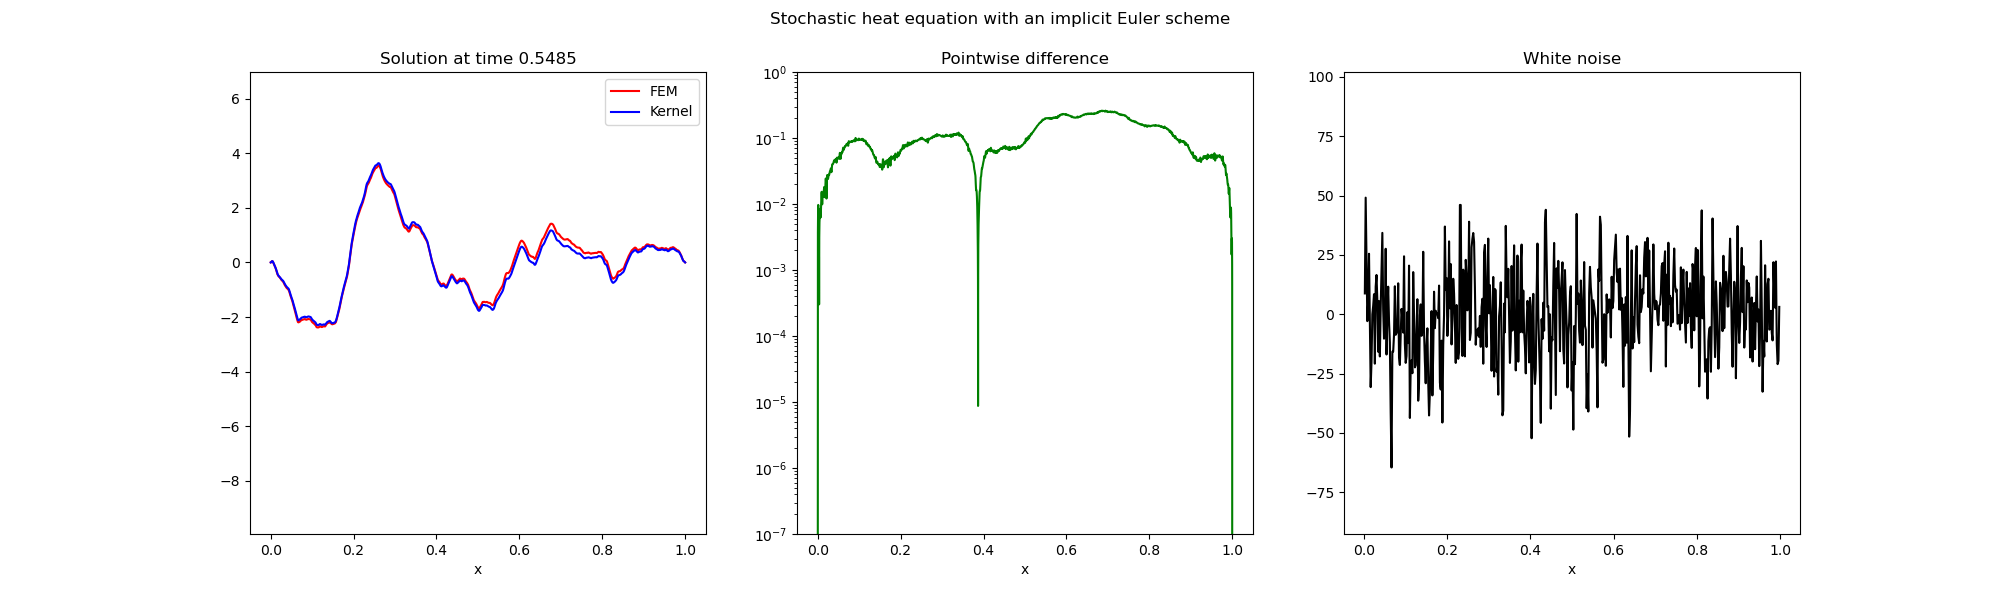 Stochastic heat equation with an implicit Euler scheme
Solution at time 0.5485
6
4
2
0
−2
−4
−6
−8
FEM
Kernel
0.0 0.2 0.4 0.6 0.8 1.0
x
Pointwise difference
10⁰
10⁻¹
10⁻²
10⁻³
10⁻⁴
10⁻⁵
10⁻⁶
10⁻⁷
0.0 0.2 0.4 0.6 0.8 1.0
x
White noise
100
75
50
25
0
−25
−50
−75
0.0 0.2 0.4 0.6 0.8 1.0
x